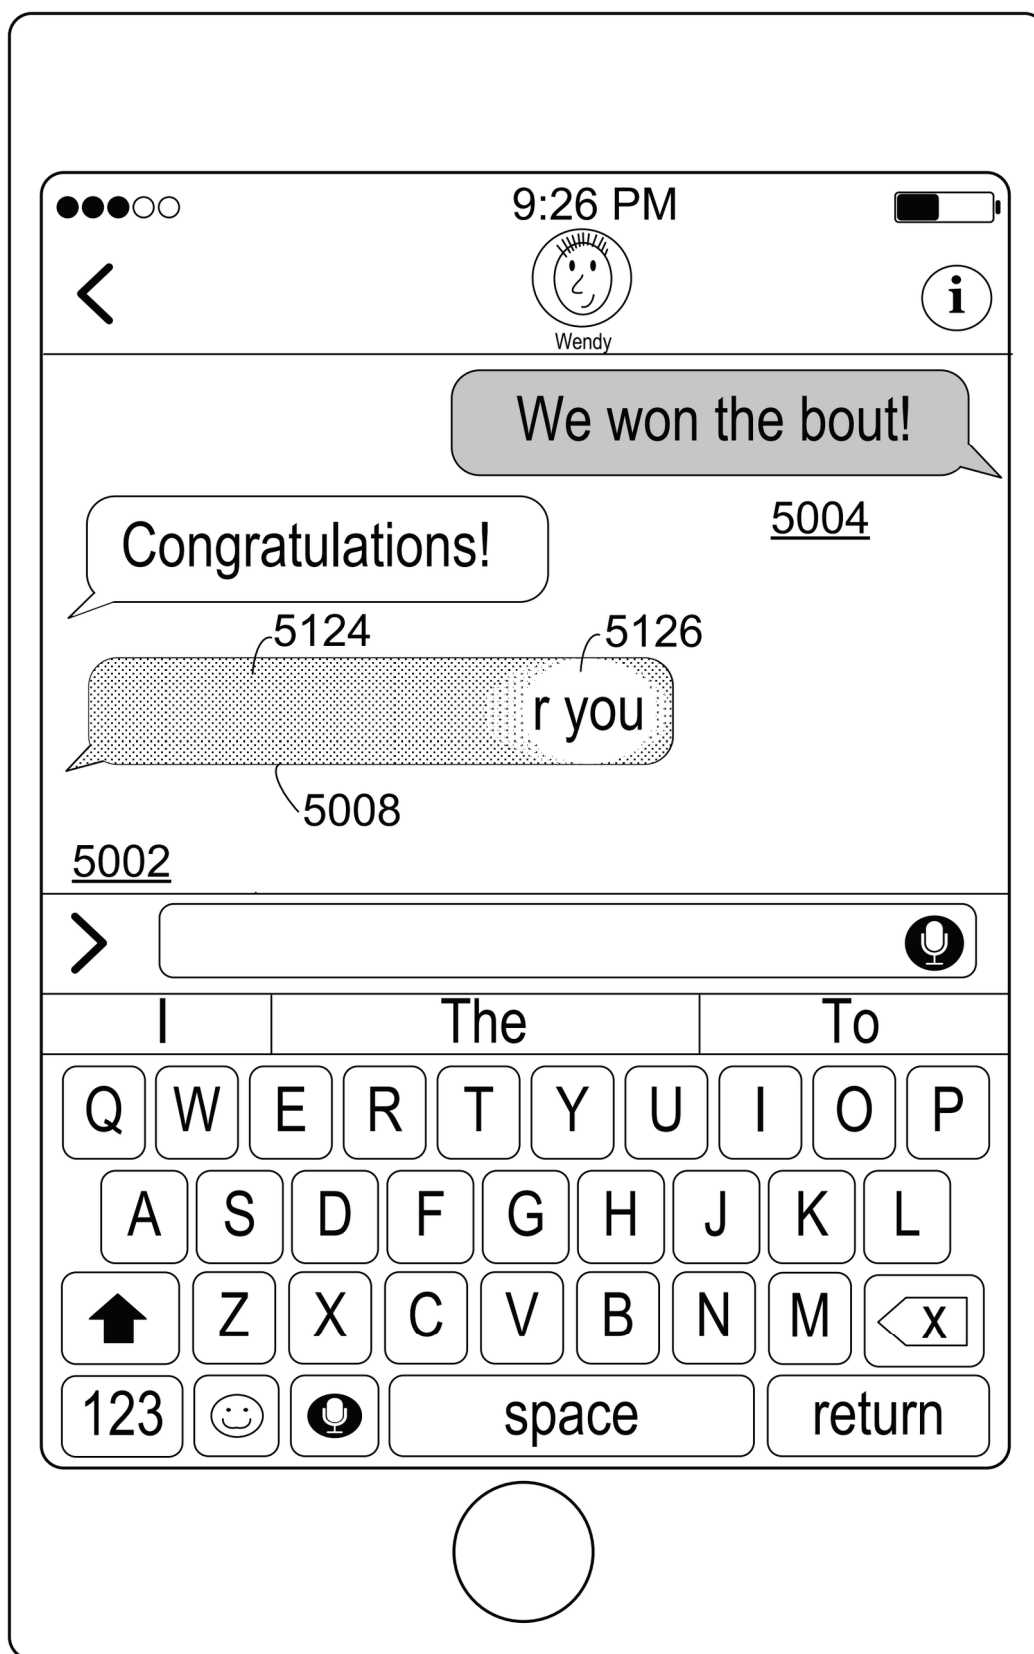 9:26 PM
i
Wendy
We won the bout!
5004
Congratulations!
5124 5126
r you
5008
5002
I The To
Q W E R T Y U I O P
A S D F G H J K L
Z X C V B N M X
123 space return